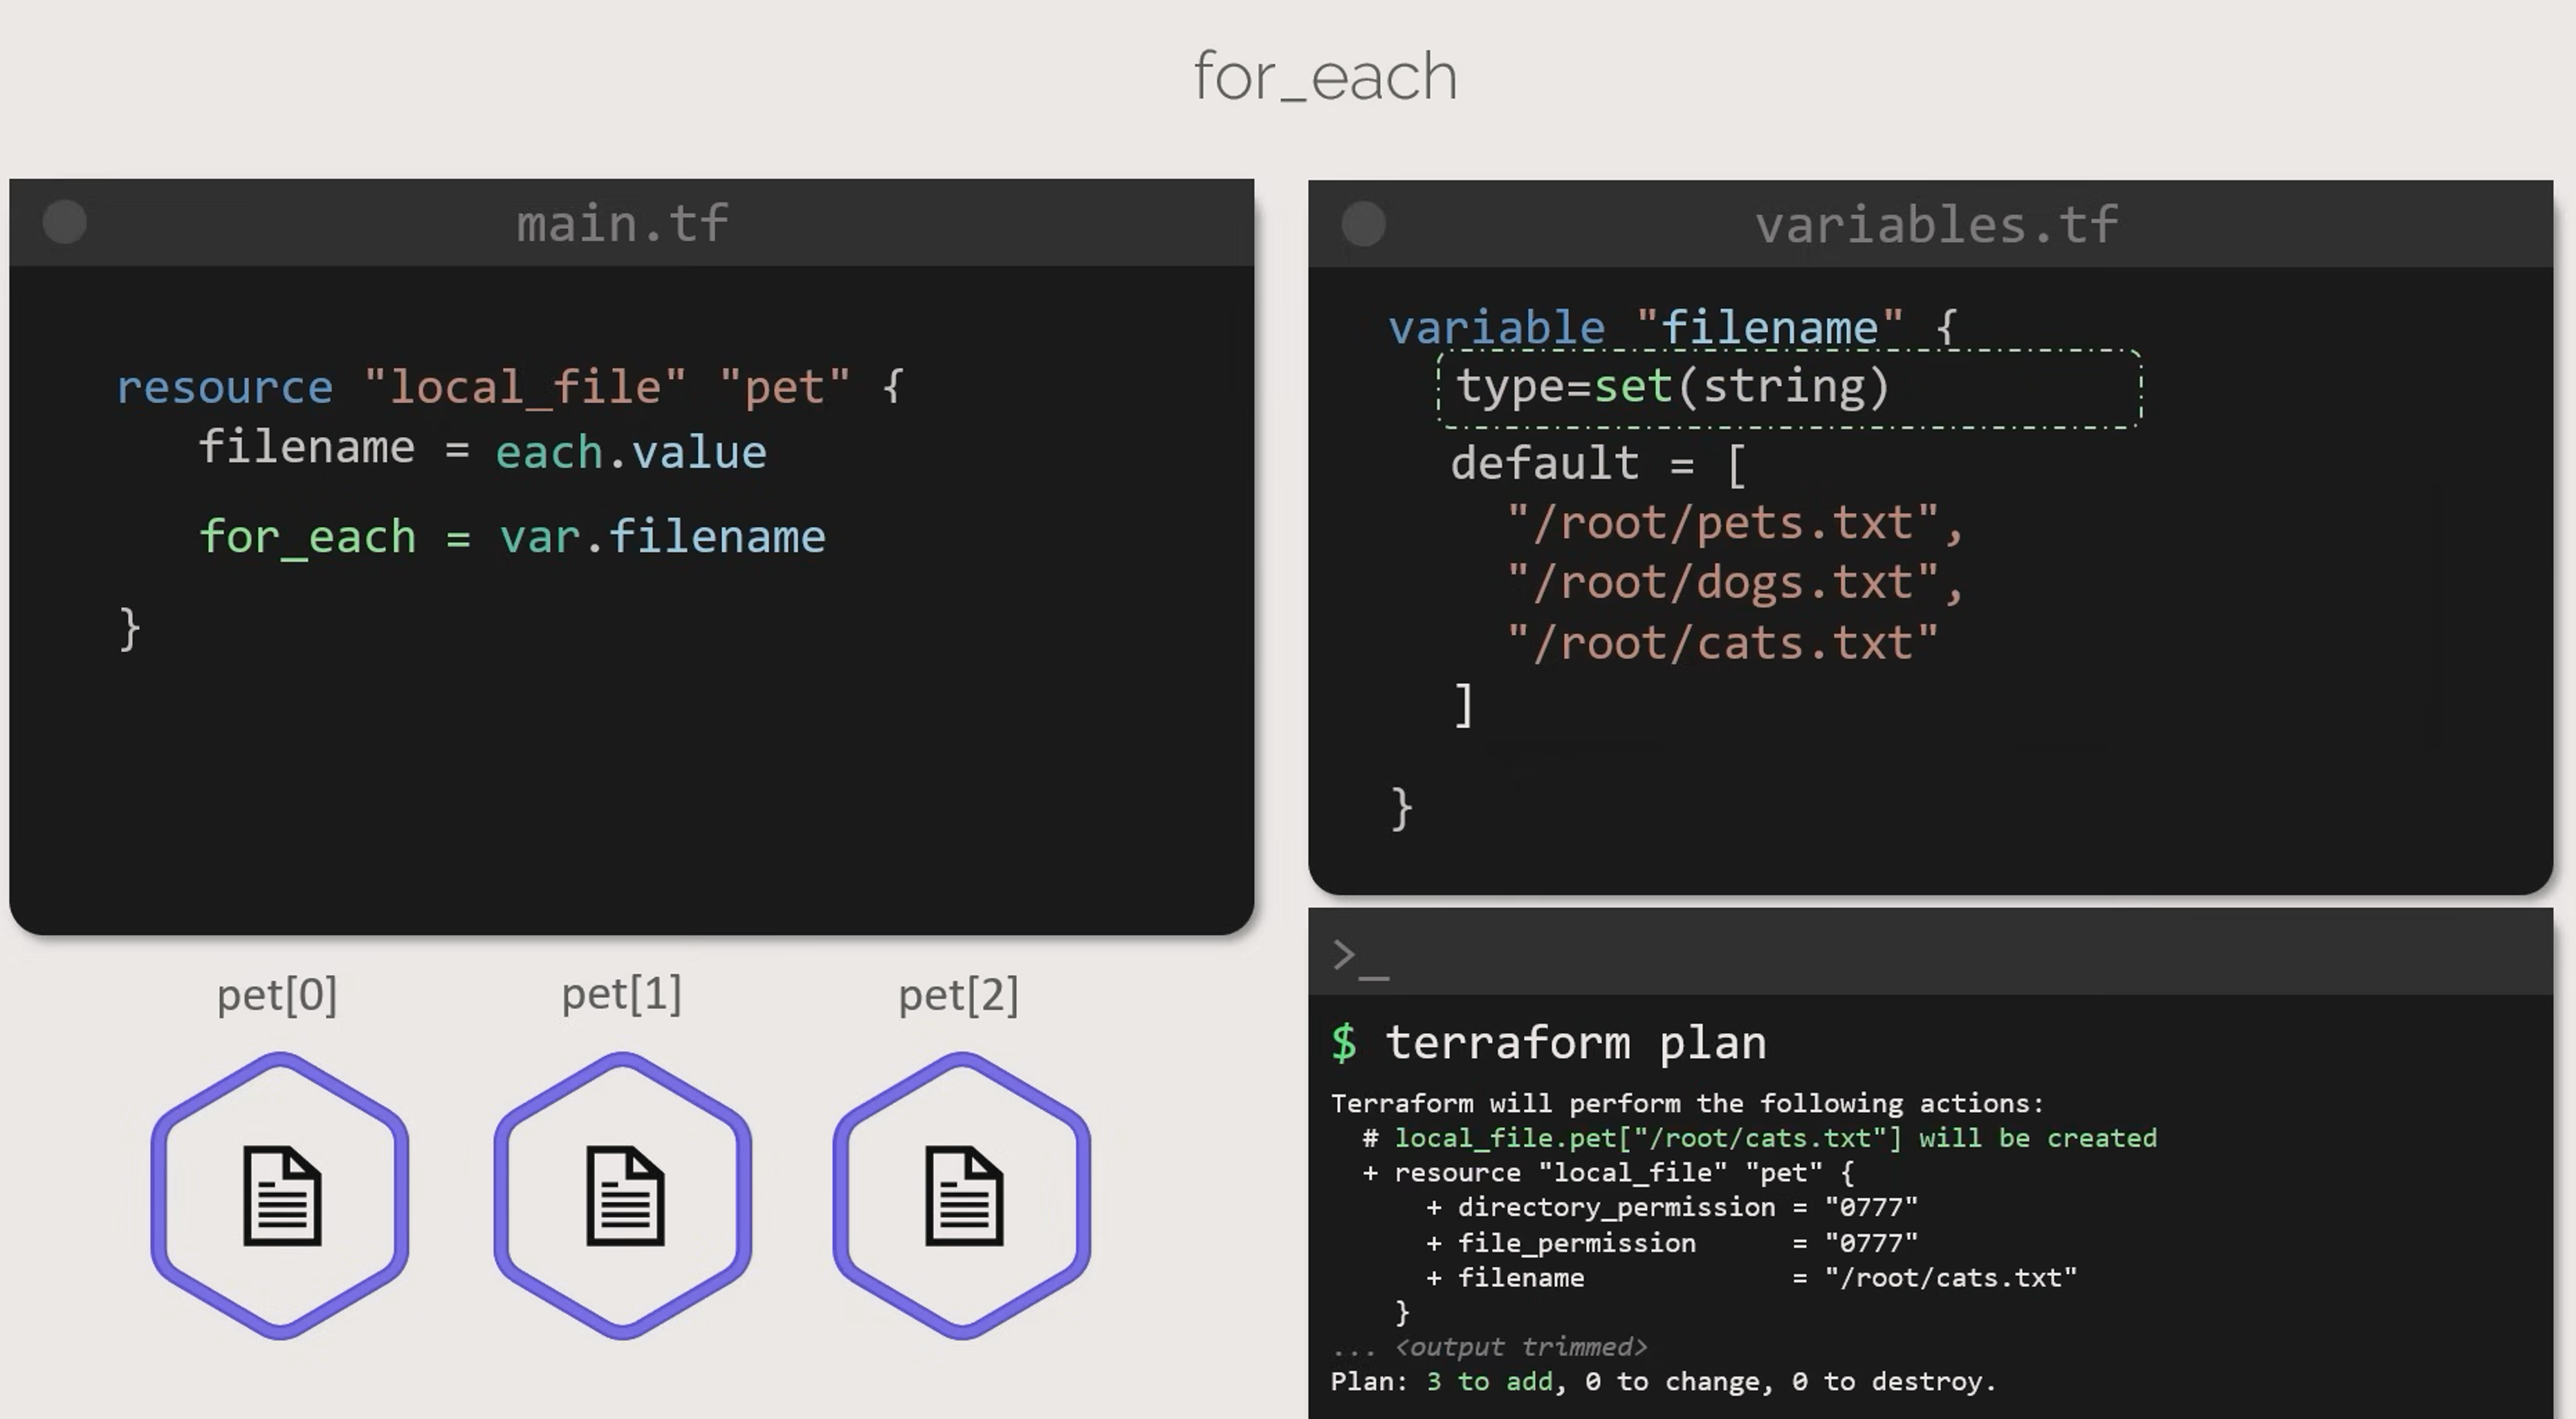 for_each
main.tf
resource "local_file" "pet" {
filename = each.value
for_each = var.filename
}
variables.tf
variable "filename" {
type=set(string)
default = [
"/root/pets.txt",
"/root/dogs.txt",
"/root/cats.txt"
]
}
pet[0]
pet[1]
pet[2]
>_
$ terraform plan
Terraform will perform the following actions:
# local_file.pet["/root/cats.txt"] will be created
+ resource "local_file" "pet" {
+ directory_permission = "0777"
+ file_permission = "0777"
+ filename = "/root/cats.txt"
}
... <output trimmed>
Plan: 3 to add, 0 to change, 0 to destroy.